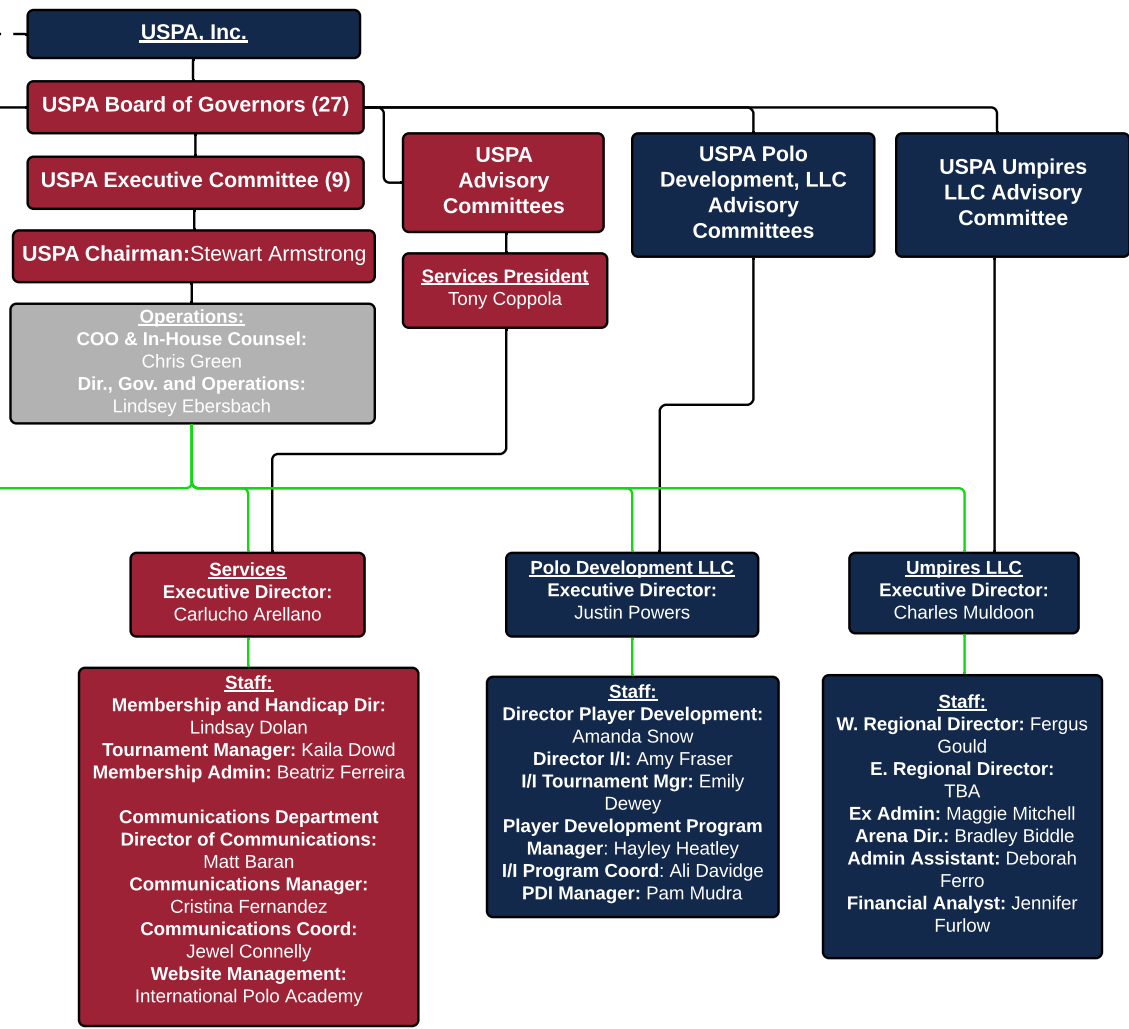 USPA, Inc.
USPA Board of Governors (27)
USPA Executive Committee (9)
USPA Chairman:Stewart Armstrong
Operations:
COO & In-House Counsel:
Chris Green
Dir., Gov. and Operations:
Lindsey Ebersbach
USPA
Advisory
Committees
Services President
Tony Coppola
USPA Polo
Development, LLC
Advisory
Committees
USPA Umpires
LLC Advisory
Committee
Services
Executive Director:
Carlucho Arellano
Staff:
Membership and Handicap Dir:
Lindsay Dolan
Tournament Manager: Kaila Dowd
Membership Admin: Beatriz Ferreira
Communications Department
Director of Communications:
Matt Baran
Communications Manager:
Cristina Fernandez
Communications Coord:
Jewel Connelly
Website Management:
International Polo Academy
Polo Development LLC
Executive Director:
Justin Powers
Staff:
Director Player Development:
Amanda Snow
Director I/I: Amy Fraser
I/I Tournament Mgr: Emily
Dewey
Player Development Program
Manager: Hayley Heatley
I/I Program Coord: Ali Davidge
PDI Manager: Pam Mudra
Umpires LLC
Executive Director:
Charles Muldoon
Staff:
W. Regional Director: Fergus
Gould
E. Regional Director:
TBA
Ex Admin: Maggie Mitchell
Arena Dir.: Bradley Biddle
Admin Assistant: Deborah
Ferro
Financial Analyst: Jennifer
Furlow